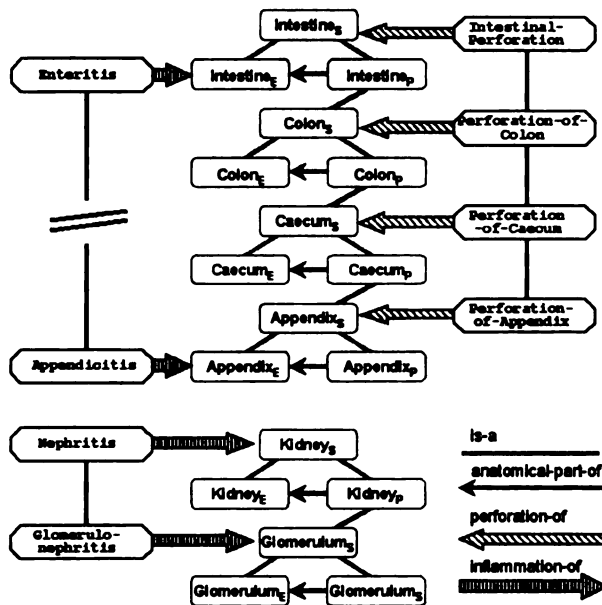 Intestine_S
Intestinal-
Perforation
Enteritis
Intestine_E
Intestine_P
Colon_S
Perforation-of-
Colon
Colon_E
Colon_P
Caecum_S
Perforation
-of-Caecum
Caecum_E
Caecum_P
Appendix_S
Perforation-
of-Appendix
Appendicitis
Appendix_E
Appendix_P
Nephritis
Kidney_S
is-a
Kidney_E
Kidney_P
anatomical-part-of
Glomerulo-
nephritis
Glomerulum_S
perforation-of
Glomerulum_E
Glomerulum_S
inflammation-of